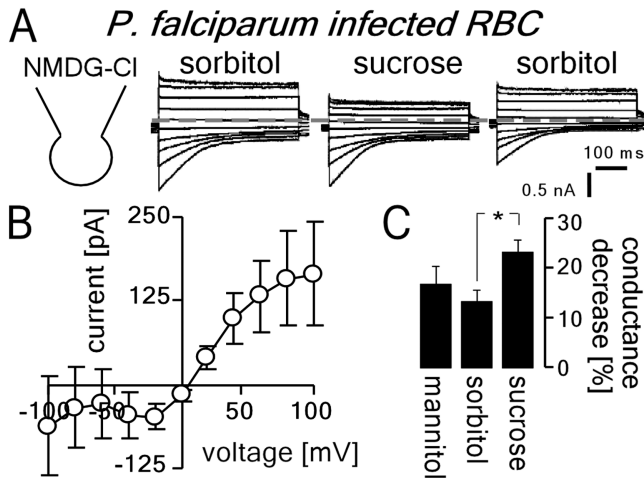 A
P. falciparum infected RBC
NMDG-Cl
sorbitol
sucrose
sorbitol
100 ms
0.5 nA
B
current [pA]
250
125
-125
-100
-50
50
100
voltage [mV]
C
*
30
20
10
0
conductance
decrease [%]
mannitol
sorbitol
sucrose